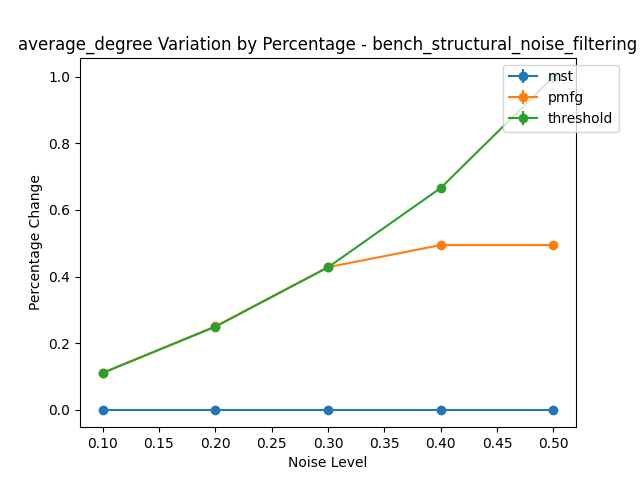 average_degree Variation by Percentage - bench_structural_noise_filtering
mst
pmfg
threshold
1.0
0.8
0.6
0.4
0.2
0.0
Percentage Change
0.10 0.15 0.20 0.25 0.30 0.35 0.40 0.45 0.50
Noise Level